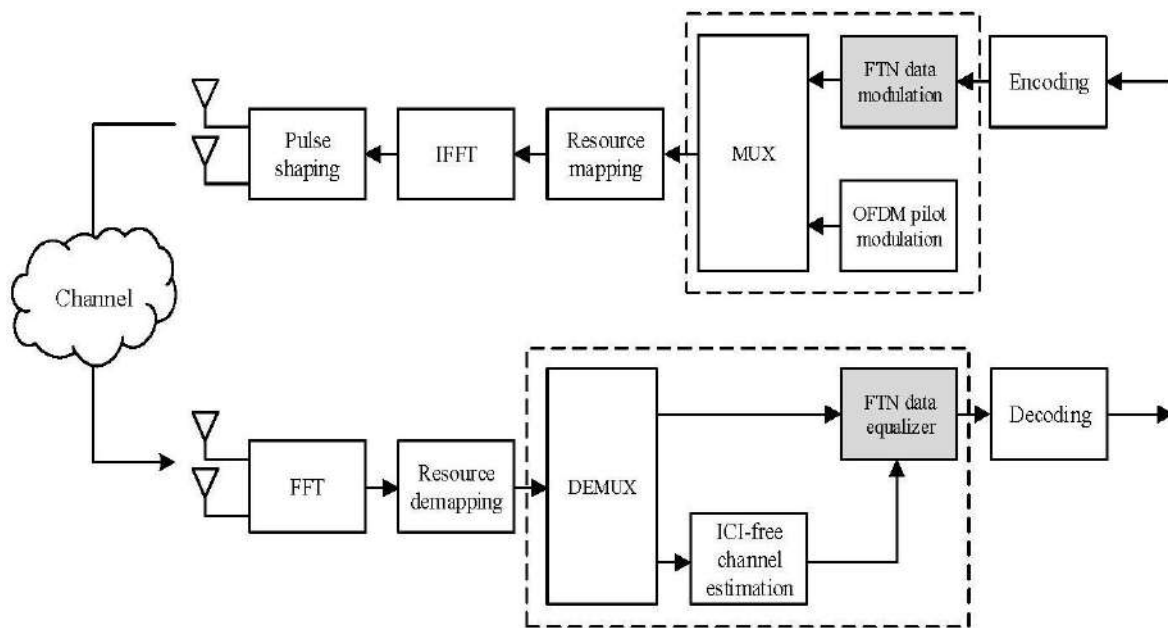 FTN data
modulation
Encoding
Pulse
shaping
IFFT
Resource
mapping
MUX
OFDM pilot
modulation
Channel
FTN data
equalizer
Decoding
FFT
Resource
demapping
DEMUX
ICI-free
channel
estimation